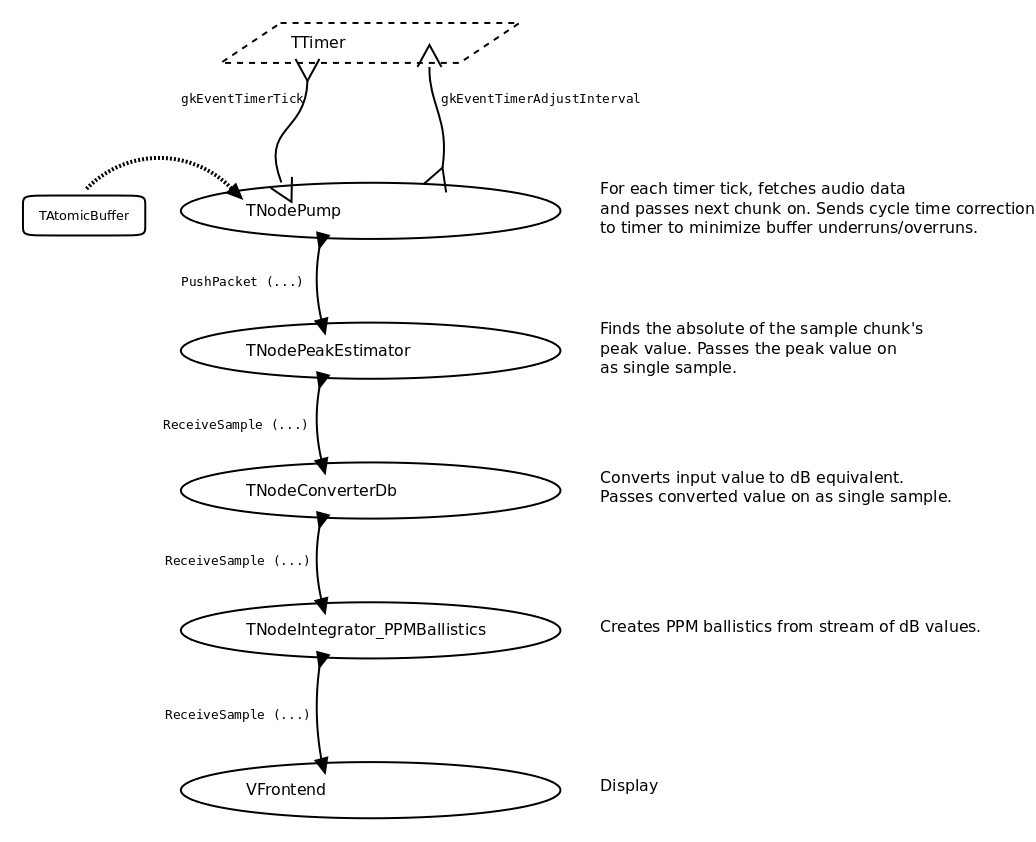 TTimer
gkEventTimerTick
gkEventTimerAdjustInterval
TAtomicBuffer
TNodePump
For each timer tick, fetches audio data
and passes next chunk on. Sends cycle time correction
to timer to minimize buffer underruns/overruns.
PushPacket (...)
TNodePeakEstimator
Finds the absolute of the sample chunk's
peak value. Passes the peak value on
as single sample.
ReceiveSample (...)
TNodeConverterDb
Converts input value to dB equivalent.
Passes converted value on as single sample.
ReceiveSample (...)
TNodeIntegrator_PPMBallistics
Creates PPM ballistics from stream of dB values.
ReceiveSample (...)
VFrontend
Display